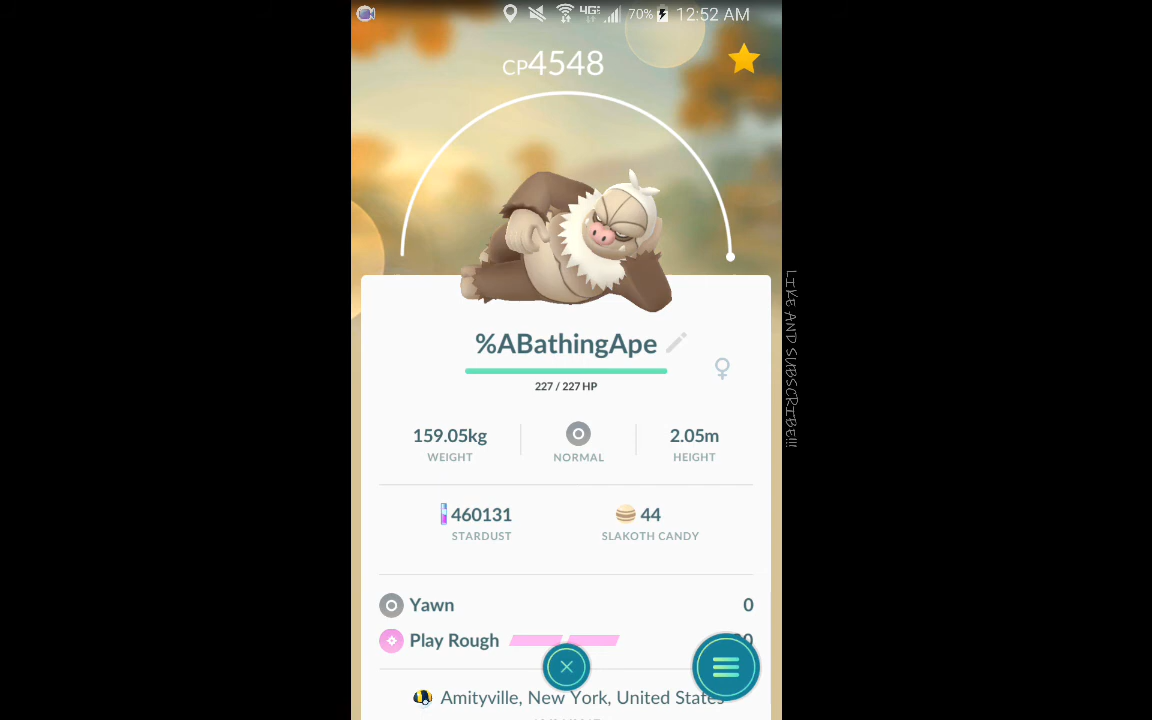 4GE 70% 12:52 AM
CP4548
%ABathingApe
227 / 227 HP
159.05kg
WEIGHT
NORMAL
2.05m
HEIGHT
460131
STARDUST
44
SLAKOTH CANDY
Yawn 0
Play Rough
Amityville, New York, United States
LIKE AND SUBSCRIBE!!!